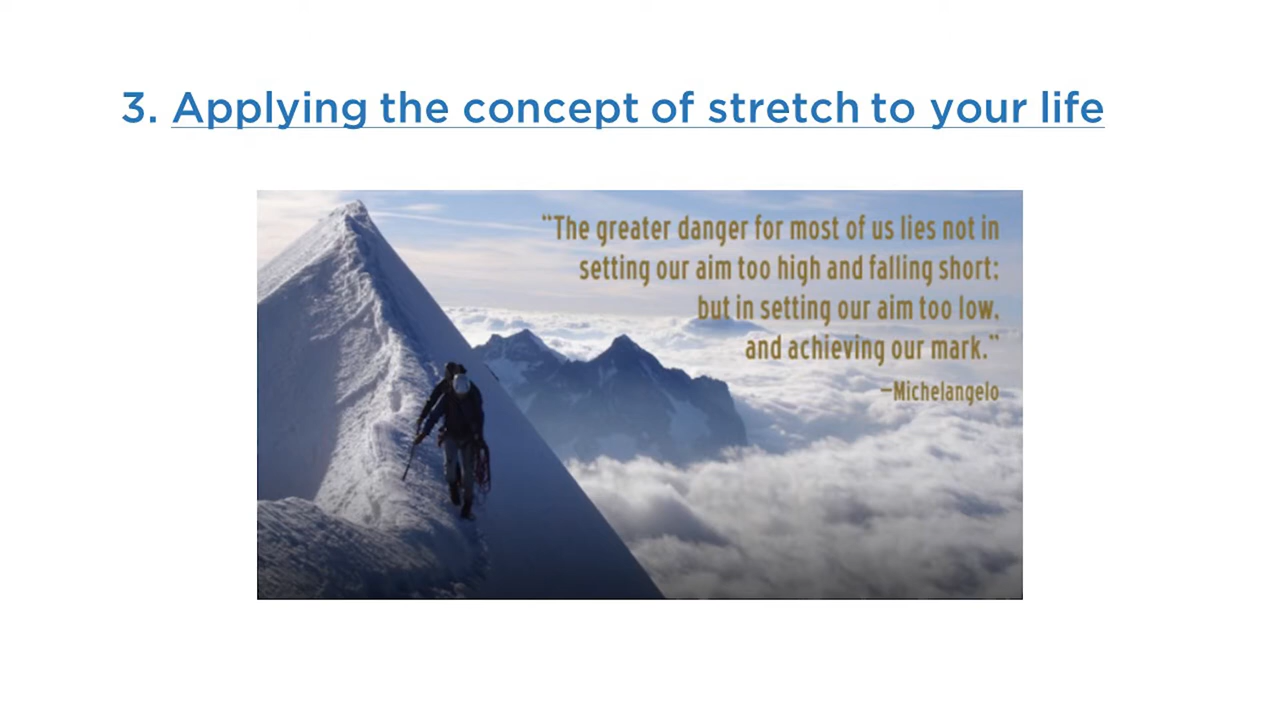 3. Applying the concept of stretch to your life
“The greater danger for most of us lies not in
setting our aim too high and falling short;
but in setting our aim too low,
and achieving our mark.”
—Michelangelo